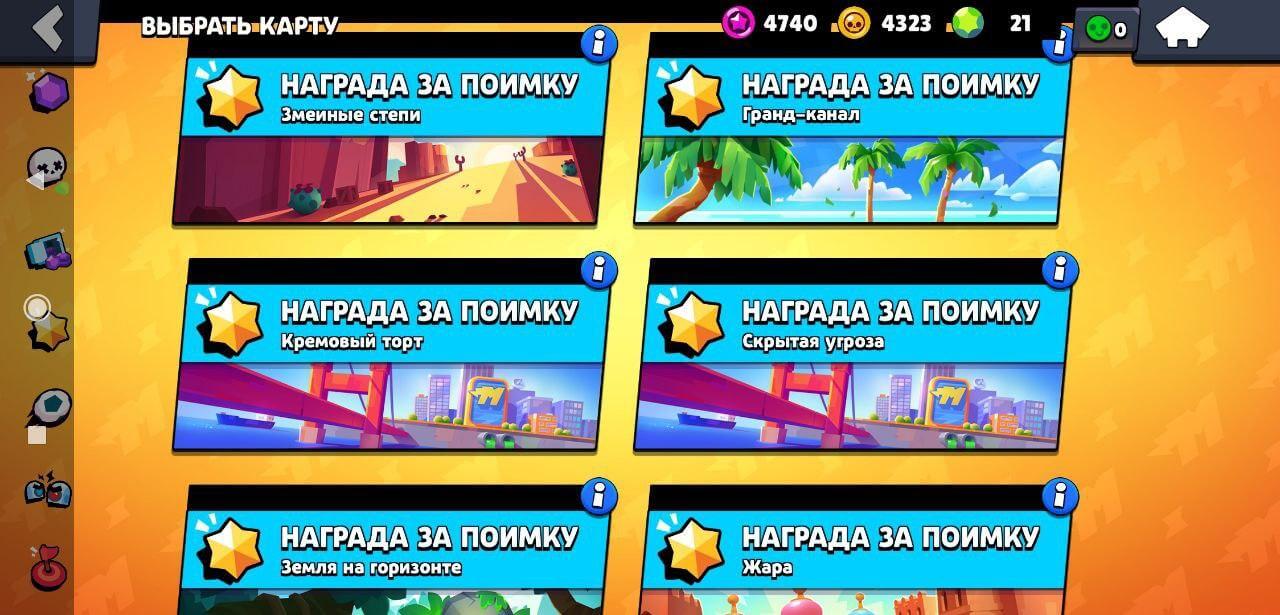 ВЫБРАТЬ КАРТУ
4740
4323
21
0
НАГРАДА ЗА ПОИМКУ
Змеиные степи
НАГРАДА ЗА ПОИМКУ
Гранд-канал
НАГРАДА ЗА ПОИМКУ
Кремовый торт
НАГРАДА ЗА ПОИМКУ
Скрытая угроза
НАГРАДА ЗА ПОИМКУ
Земля на горизонте
НАГРАДА ЗА ПОИМКУ
Жара